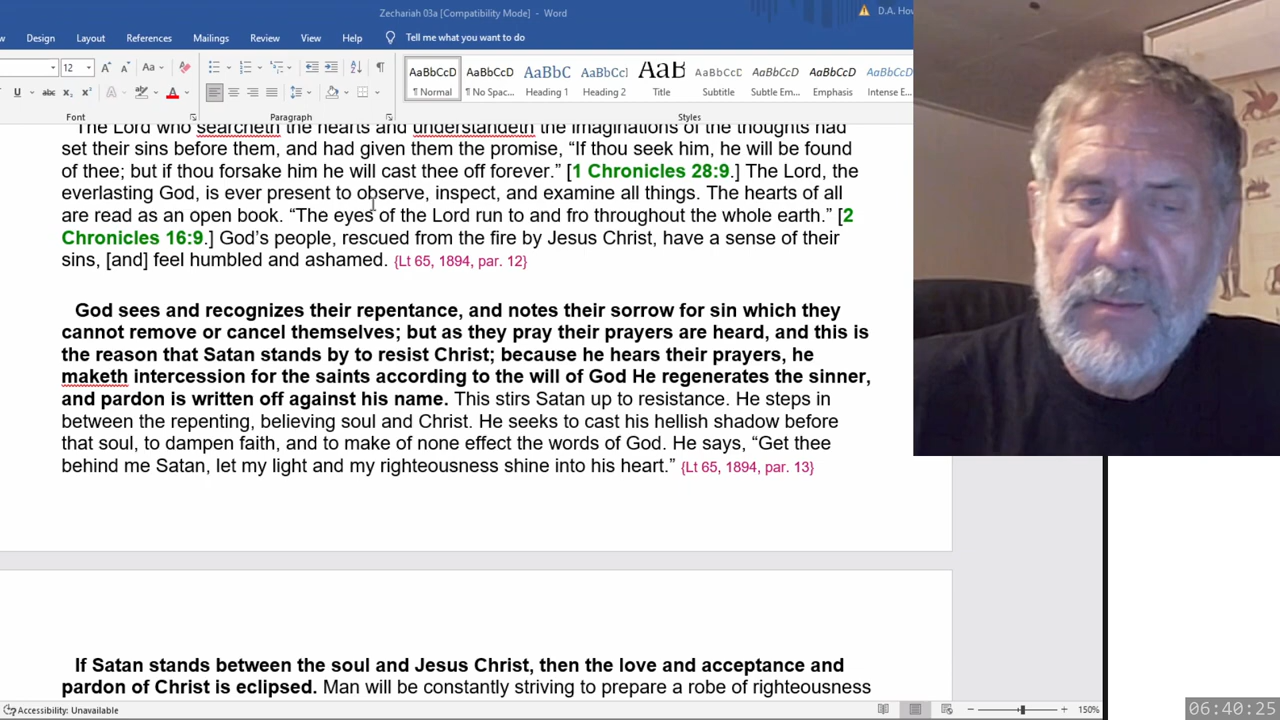 Zechariah 03a [Compatibility Mode] - Word
D.A. Hov
Design Layout References Mailings Review View Help Tell me what you want to do
12 Aa
AaBbCcD AaBbCcD AaBbC AaBbCc AaB AaBbCcD AaBbCcD AaBbCcD AaBbCcD
U abc x₂ x² A A
¶ Normal ¶ No Spac... Heading 1 Heading 2 Title Subtitle Subtle Em... Emphasis Intense E...
Font Paragraph Styles
The Lord who searcheth the hearts and understandeth the imaginations of the thoughts had
set their sins before them, and had given them the promise, “If thou seek him, he will be found
of thee; but if thou forsake him he will cast thee off forever.” [1 Chronicles 28:9.] The Lord, the
everlasting God, is ever present to observe, inspect, and examine all things. The hearts of all
are read as an open book. “The eyes of the Lord run to and fro throughout the whole earth.” [2
Chronicles 16:9.] God’s people, rescued from the fire by Jesus Christ, have a sense of their
sins, [and] feel humbled and ashamed. {Lt 65, 1894, par. 12}
God sees and recognizes their repentance, and notes their sorrow for sin which they
cannot remove or cancel themselves; but as they pray their prayers are heard, and this is
the reason that Satan stands by to resist Christ; because he hears their prayers, he
maketh intercession for the saints according to the will of God He regenerates the sinner,
and pardon is written off against his name. This stirs Satan up to resistance. He steps in
between the repenting, believing soul and Christ. He seeks to cast his hellish shadow before
that soul, to dampen faith, and to make of none effect the words of God. He says, “Get thee
behind me Satan, let my light and my righteousness shine into his heart.” {Lt 65, 1894, par. 13}
If Satan stands between the soul and Jesus Christ, then the love and acceptance and
pardon of Christ is eclipsed. Man will be constantly striving to prepare a robe of righteousness
Accessibility: Unavailable
150%
06:40:25